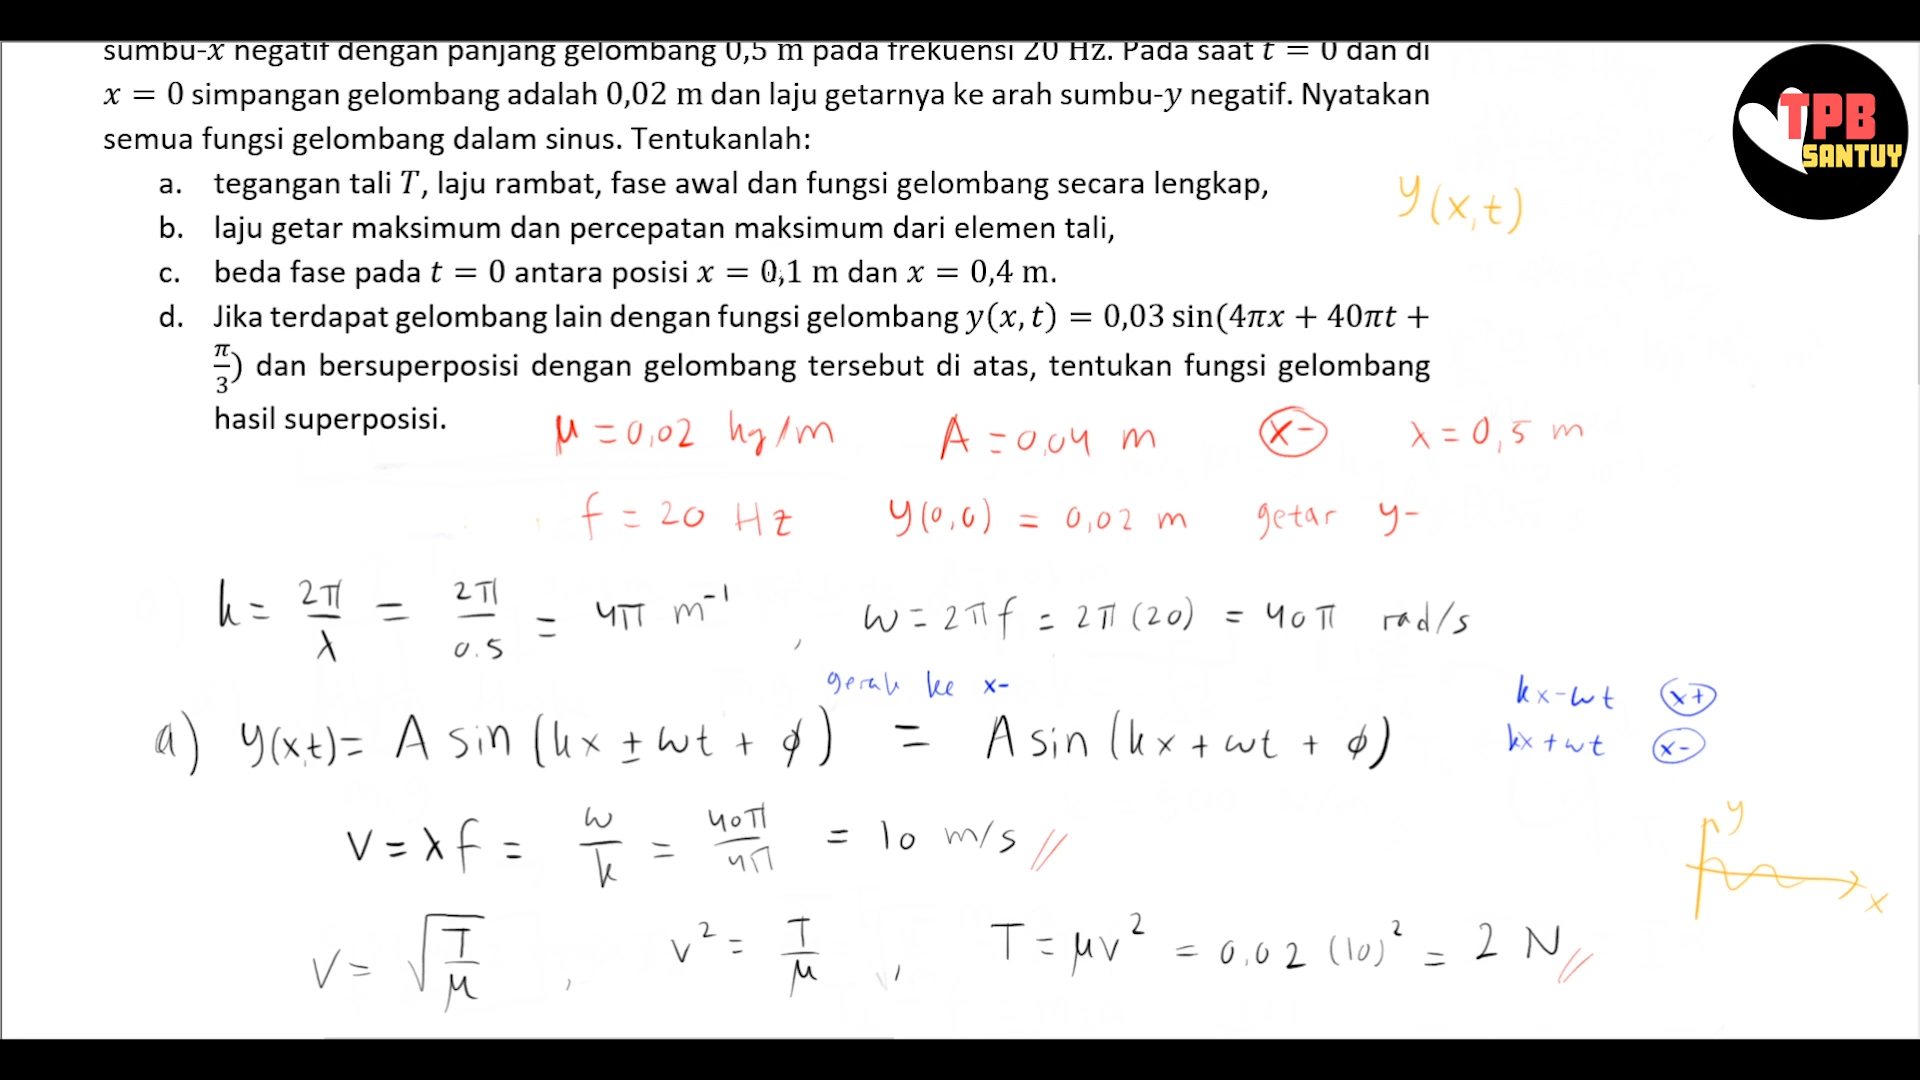 sumbu-x negatif dengan panjang gelombang 0,5 m pada frekuensi 20 Hz. Pada saat t = 0 dan di
x = 0 simpangan gelombang adalah 0,02 m dan laju getarnya ke arah sumbu-y negatif. Nyatakan
semua fungsi gelombang dalam sinus. Tentukanlah:
a. tegangan tali T, laju rambat, fase awal dan fungsi gelombang secara lengkap,
b. laju getar maksimum dan percepatan maksimum dari elemen tali,
c. beda fase pada t = 0 antara posisi x = 0,1 m dan x = 0,4 m.
d. Jika terdapat gelombang lain dengan fungsi gelombang y(x, t) = 0,03 sin(4πx + 40πt +
π/3) dan bersuperposisi dengan gelombang tersebut di atas, tentukan fungsi gelombang
hasil superposisi.
TPB
SANTUY
y(x,t)
μ = 0,02 kg/m A = 0,04 m x- λ = 0,5 m
f = 20 Hz y(0,0) = 0,02 m getar y-
k = 2π/λ = 2π/0.5 = 4π m⁻¹ , ω = 2πf = 2π(20) = 40π rad/s
gerak ke x-
kx-ωt x+
a) y(x,t) = A sin (kx ± ωt + φ) = A sin (kx + ωt + φ)
kx+ωt x-
v = λf = ω/k = 40π/4π = 10 m/s //
y
x
v = √(T/μ) , v² = T/μ , T = μv² = 0.02 (10)² = 2 N //